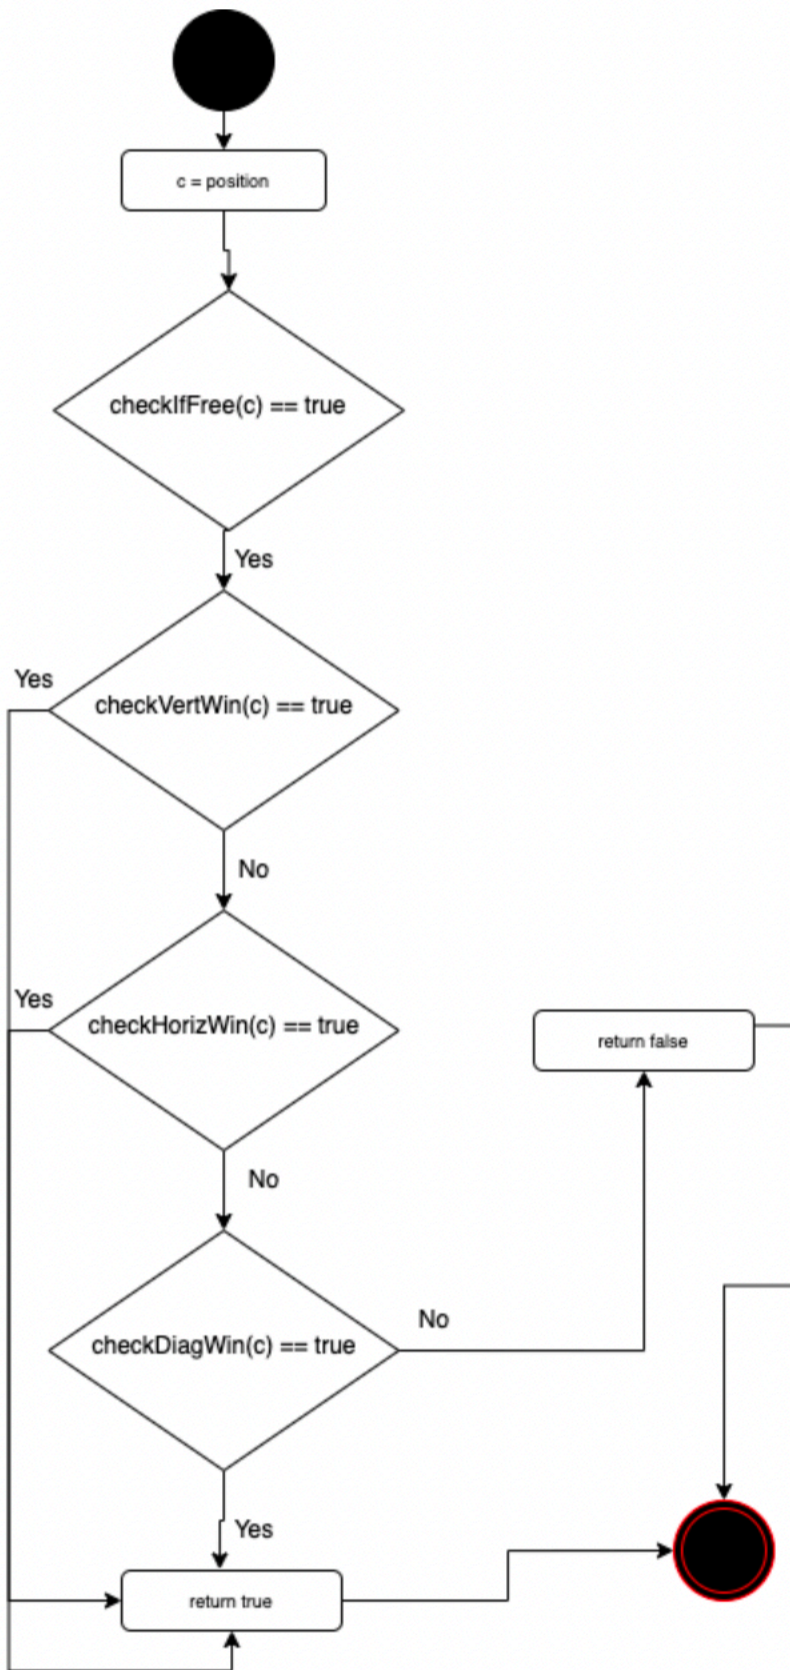 c = position
checkIfFree(c) == true
Yes
Yes
checkVertWin(c) == true
No
Yes
checkHorizWin(c) == true
return false
No
No
checkDiagWin(c) == true
Yes
return true